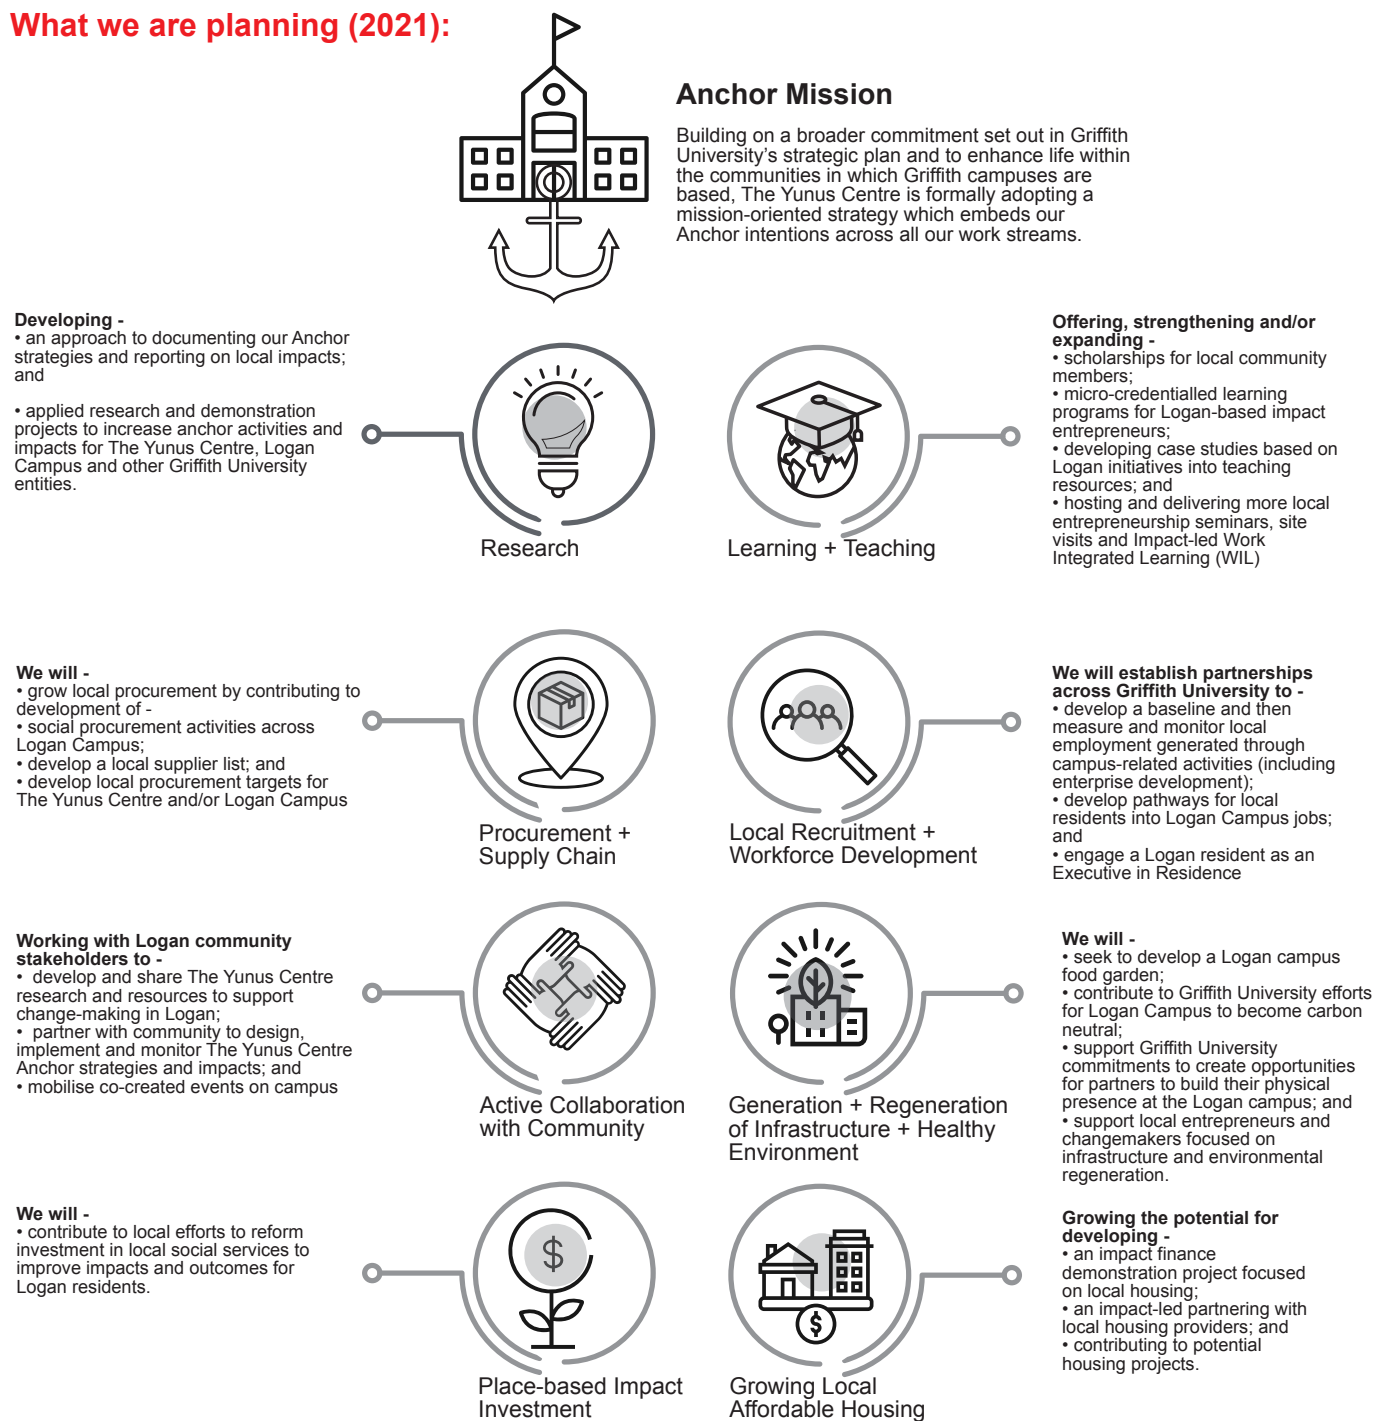 What we are planning (2021):
Anchor Mission
Building on a broader commitment set out in Griffith
University’s strategic plan and to enhance life within
the communities in which Griffith campuses are
based, The Yunus Centre is formally adopting a
mission-oriented strategy which embeds our
Anchor intentions across all our work streams.
Developing -
• an approach to documenting our Anchor
strategies and reporting on local impacts;
and
• applied research and demonstration
projects to increase anchor activities and
impacts for The Yunus Centre, Logan
Campus and other Griffith University
entities.
Research
Learning + Teaching
Offering, strengthening and/or
expanding -
• scholarships for local community
members;
• micro-credentialled learning
programs for Logan-based impact
entrepreneurs;
• developing case studies based on
Logan initiatives into teaching
resources; and
• hosting and delivering more local
entrepreneurship seminars, site
visits and Impact-led Work
Integrated Learning (WIL)
We will -
• grow local procurement by contributing to
development of -
• social procurement activities across
Logan Campus;
• develop a local supplier list; and
• develop local procurement targets for
The Yunus Centre and/or Logan Campus
Procurement +
Supply Chain
Local Recruitment +
Workforce Development
We will establish partnerships
across Griffith University to -
• develop a baseline and then
measure and monitor local
employment generated through
campus-related activities (including
enterprise development);
• develop pathways for local
residents into Logan Campus jobs;
and
• engage a Logan resident as an
Executive in Residence
Working with Logan community
stakeholders to -
• develop and share The Yunus Centre
research and resources to support
change-making in Logan;
• partner with community to design,
implement and monitor The Yunus Centre
Anchor strategies and impacts; and
• mobilise co-created events on campus
Active Collaboration
with Community
Generation + Regeneration
of Infrastructure + Healthy
Environment
We will -
• seek to develop a Logan campus
food garden;
• contribute to Griffith University efforts
for Logan Campus to become carbon
neutral;
• support Griffith University
commitments to create opportunities
for partners to build their physical
presence at the Logan campus; and
• support local entrepreneurs and
changemakers focused on
infrastructure and environmental
regeneration.
We will -
• contribute to local efforts to reform
investment in local social services to
improve impacts and outcomes for
Logan residents.
$
Place-based Impact
Investment
$
Growing Local
Affordable Housing
Growing the potential for
developing -
• an impact finance
demonstration project focused
on local housing;
• an impact-led partnering with
local housing providers; and
• contributing to potential
housing projects.